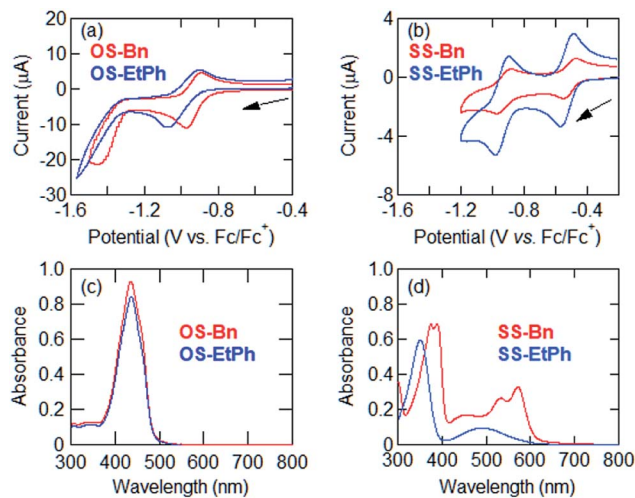 (a)
OS-Bn
OS-EtPh
20
10
0
-10
-20
-30
Current (μA)
-1.6
-1.2
-0.8
-0.4
Potential (V vs. Fc/Fc⁺)
(b)
SS-Bn
SS-EtPh
4
0
-4
-8
Current (μA)
-1.6
-1.2
-0.8
-0.4
Potential (V vs. Fc/Fc⁺)
(c)
OS-Bn
OS-EtPh
1.0
0.8
0.6
0.4
0.2
0
Absorbance
300 400 500 600 700 800
Wavelength (nm)
(d)
SS-Bn
SS-EtPh
1.0
0.8
0.6
0.4
0.2
0
Absorbance
300 400 500 600 700 800
Wavelength (nm)